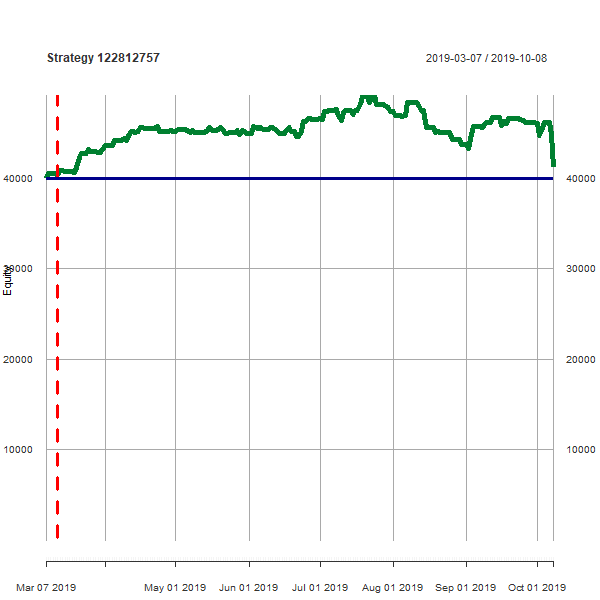 Strategy 122812757
2019-03-07 / 2019-10-08
40000
40000
30000
30000
Equity
20000
20000
10000
10000
Mar 07 2019
May 01 2019
Jun 01 2019
Jul 01 2019
Aug 01 2019
Sep 01 2019
Oct 01 2019